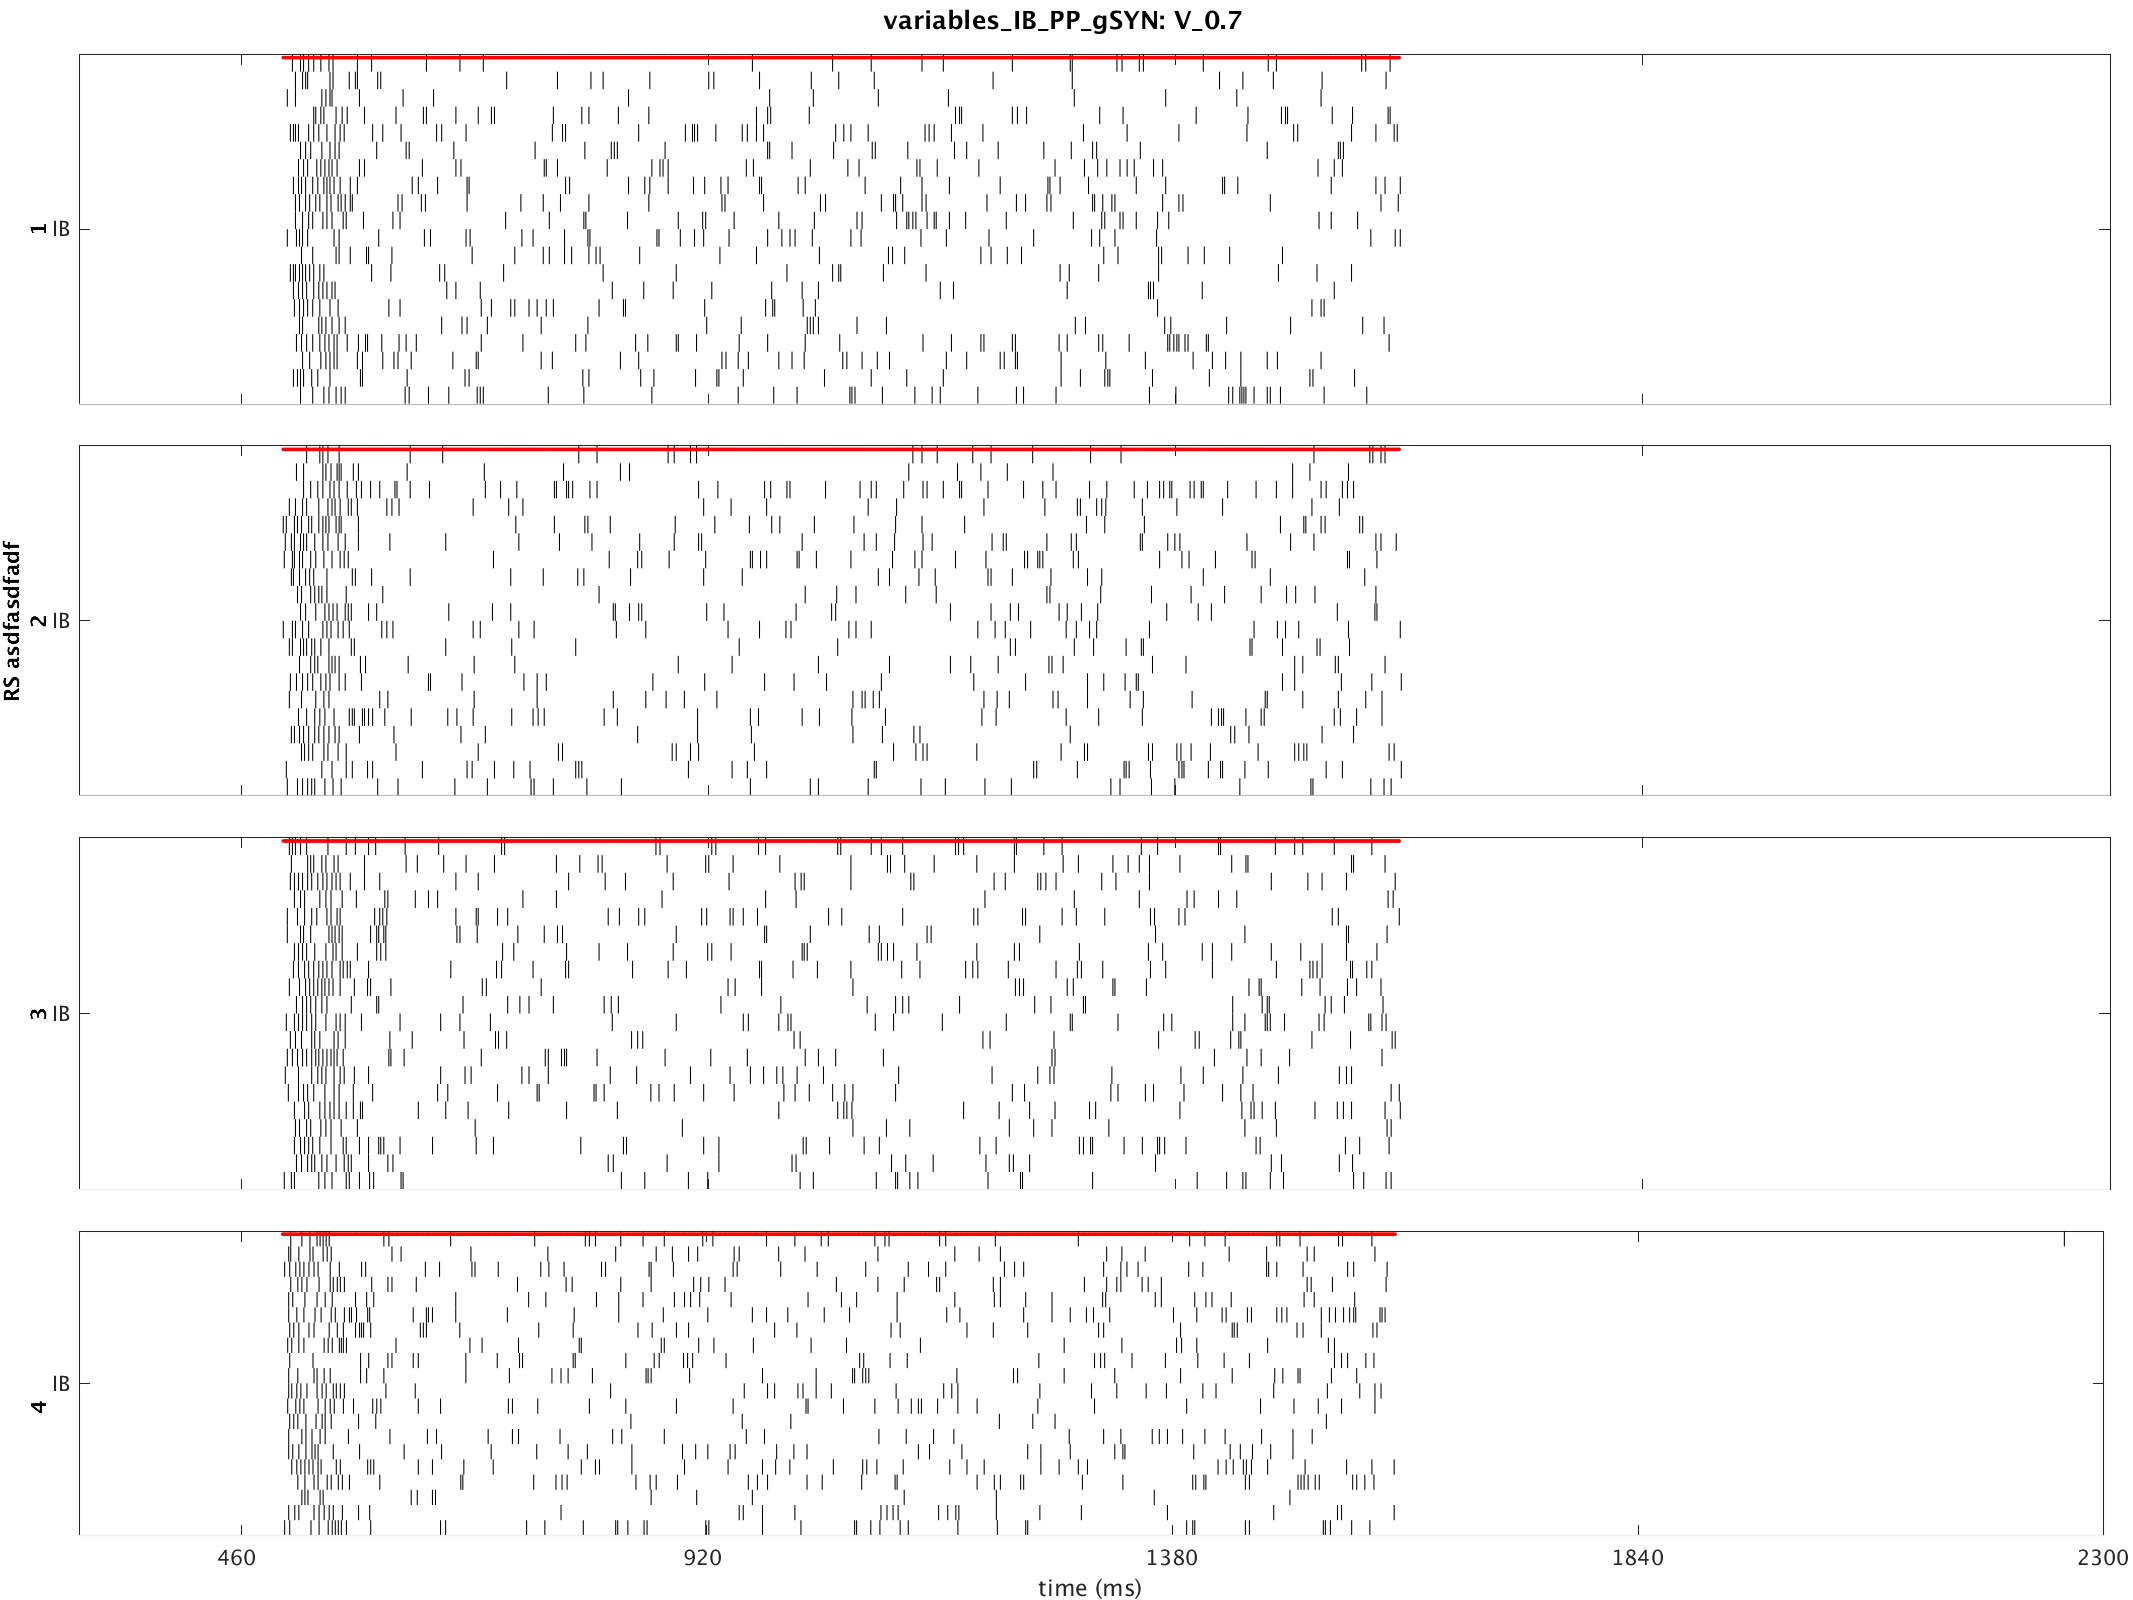 variables_IB_PP_gSYN: V_0.7
RS asdfasdfadf
1 IB
2 IB
3 IB
4 IB
460 920 1380 1840 2300
time (ms)